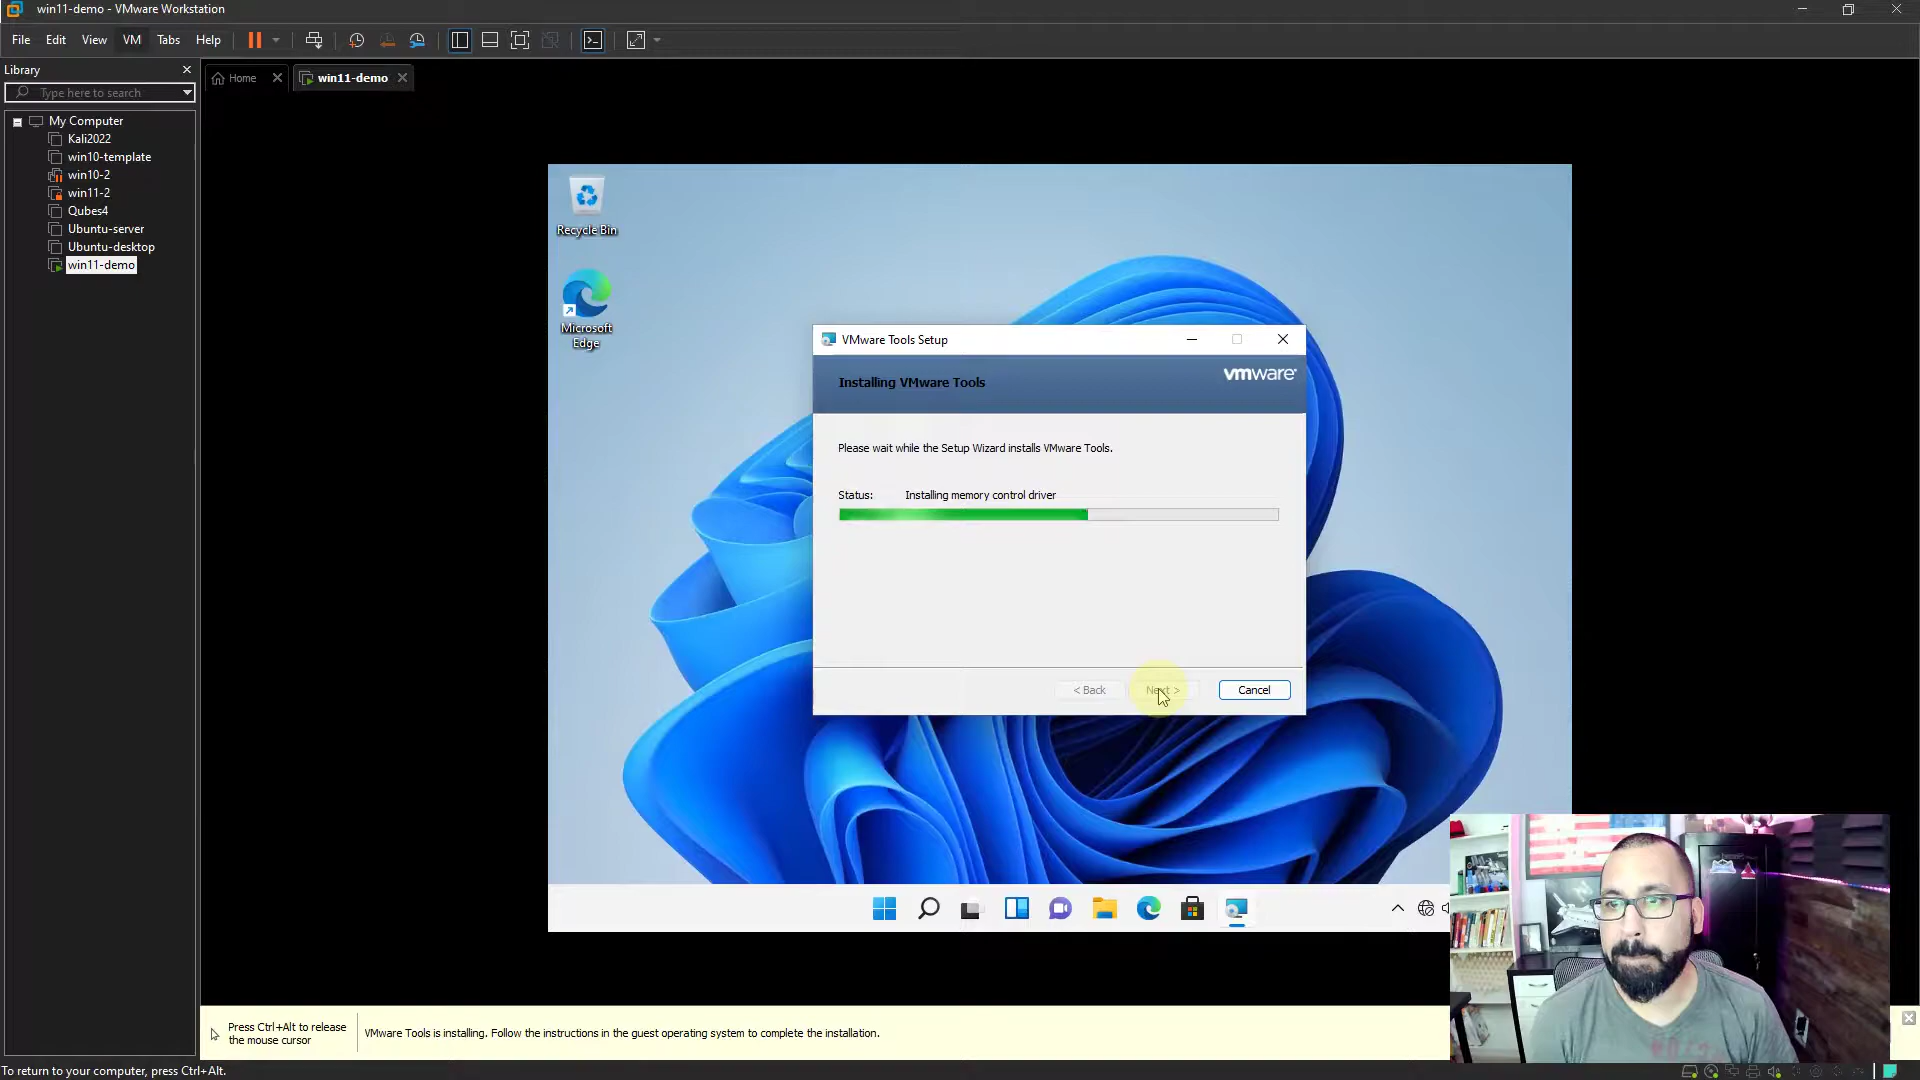 win11-demo - VMware Workstation
File Edit View VM Tabs Help
Library
Type here to search
My Computer
Kali2022
win10-template
win10-2
win11-2
Qubes4
Ubuntu-server
Ubuntu-desktop
win11-demo
Home
win11-demo
Recycle Bin
Microsoft
Edge
VMware Tools Setup
Installing VMware Tools
vmware
Please wait while the Setup Wizard installs VMware Tools.
Status: Installing memory control driver
< Back
Next >
Cancel
Press Ctrl+Alt to release
the mouse cursor
VMware Tools is installing. Follow the instructions in the guest operating system to complete the installation.
To return to your computer, press Ctrl+Alt.